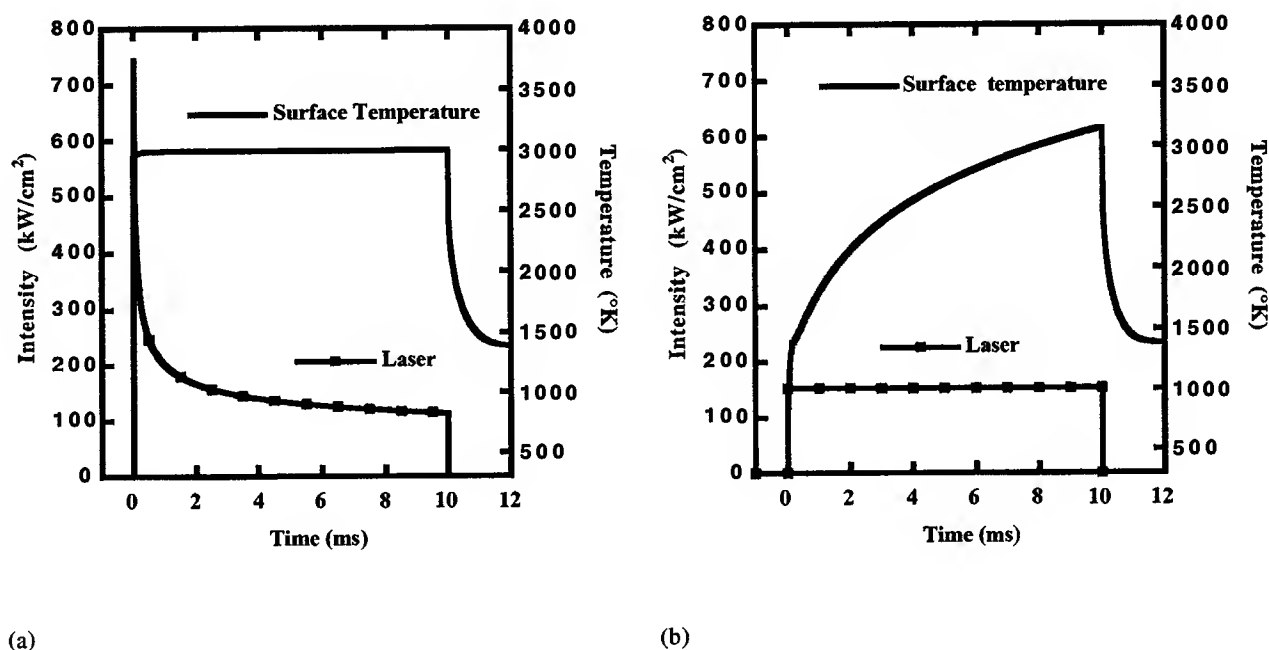 800
700
600
500
400
300
200
100
0
Intensity (kW/cm²)
Surface Temperature
Laser
4000
3500
3000
2500
2000
1500
1000
500
Temperature (°K)
0 2 4 6 8 10 12
Time (ms)
(a)
800
700
600
500
400
300
200
100
0
Intensity (kW/cm²)
Surface temperature
Laser
4000
3500
3000
2500
2000
1500
1000
500
Temperature (°K)
0 2 4 6 8 10 12
Time (ms)
(b)